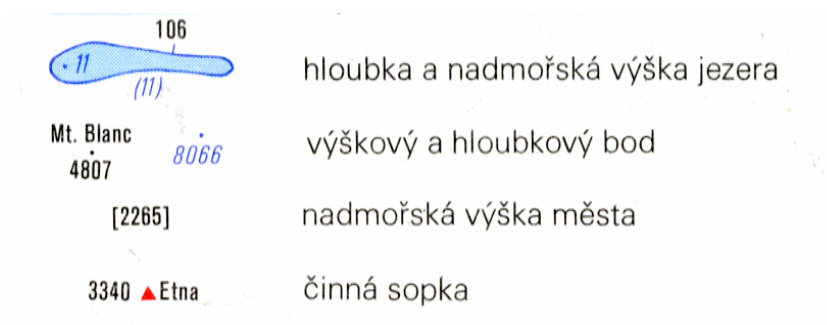 106
11
(11)
hloubka a nadmořská výška jezera
Mt. Blanc
4807
8066
výškový a hloubkový bod
[2265]
nadmořská výška města
3340 Etna
činná sopka